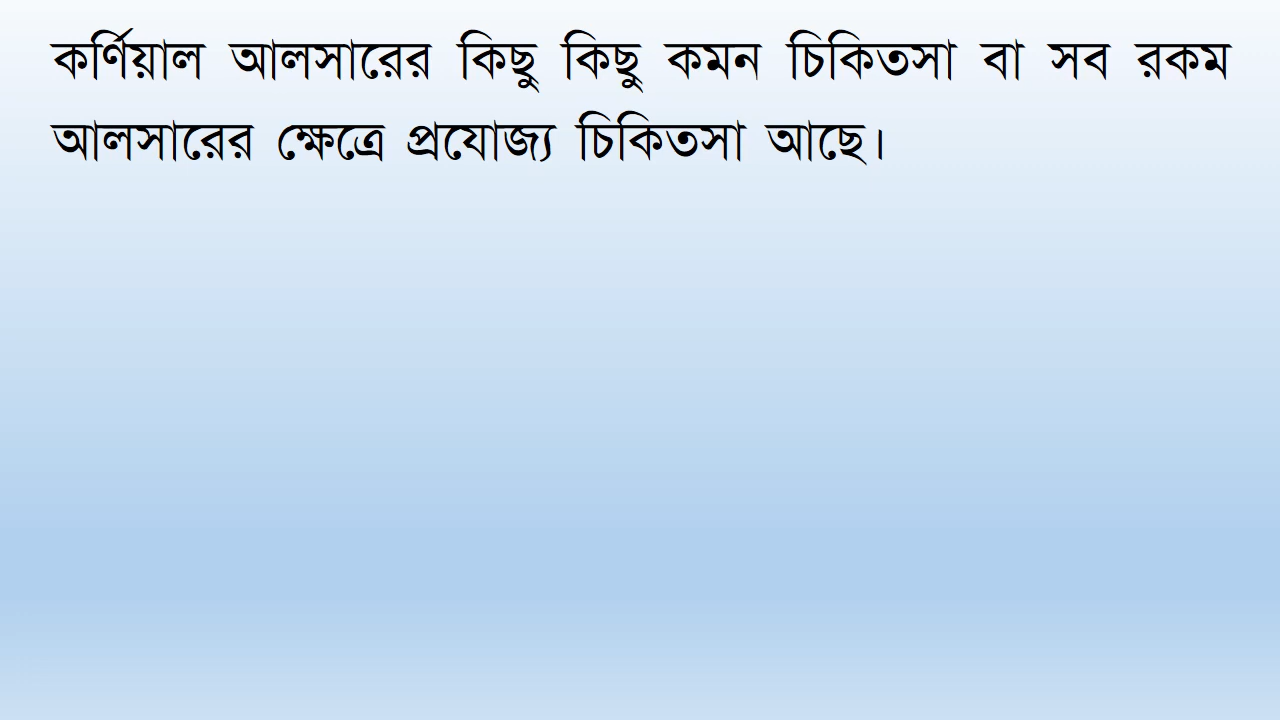 কর্ণিয়াল আলসারের কিছু কিছু কমন চিকিতসা বা সব রকম
আলসারের ক্ষেত্রে প্রযোজ্য চিকিতসা আছে।